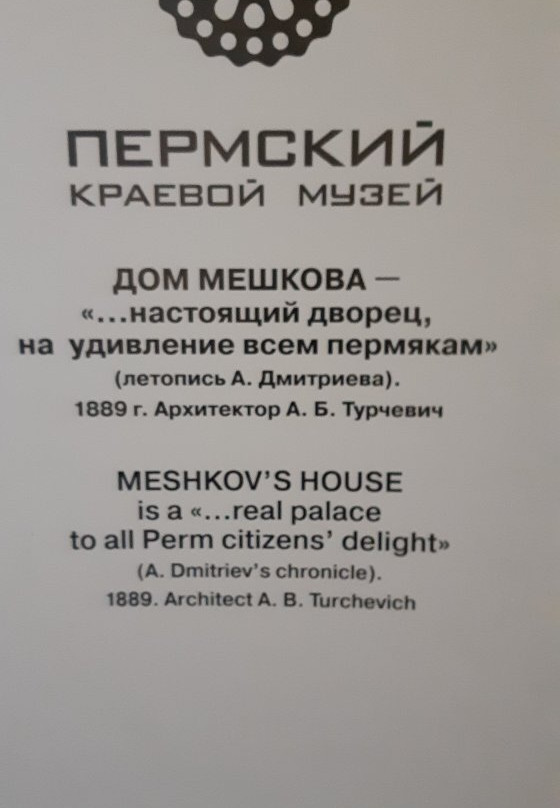 ПЕРМСКИЙ
КРАЕВОЙ МУЗЕЙ
ДОМ МЕШКОВА —
«...настоящий дворец,
на удивление всем пермякам»
(летопись А. Дмитриева).
1889 г. Архитектор А. Б. Турчевич
MESHKOV'S HOUSE
is a «...real palace
to all Perm citizens' delight»
(A. Dmitriev's chronicle).
1889. Architect A. B. Turchevich